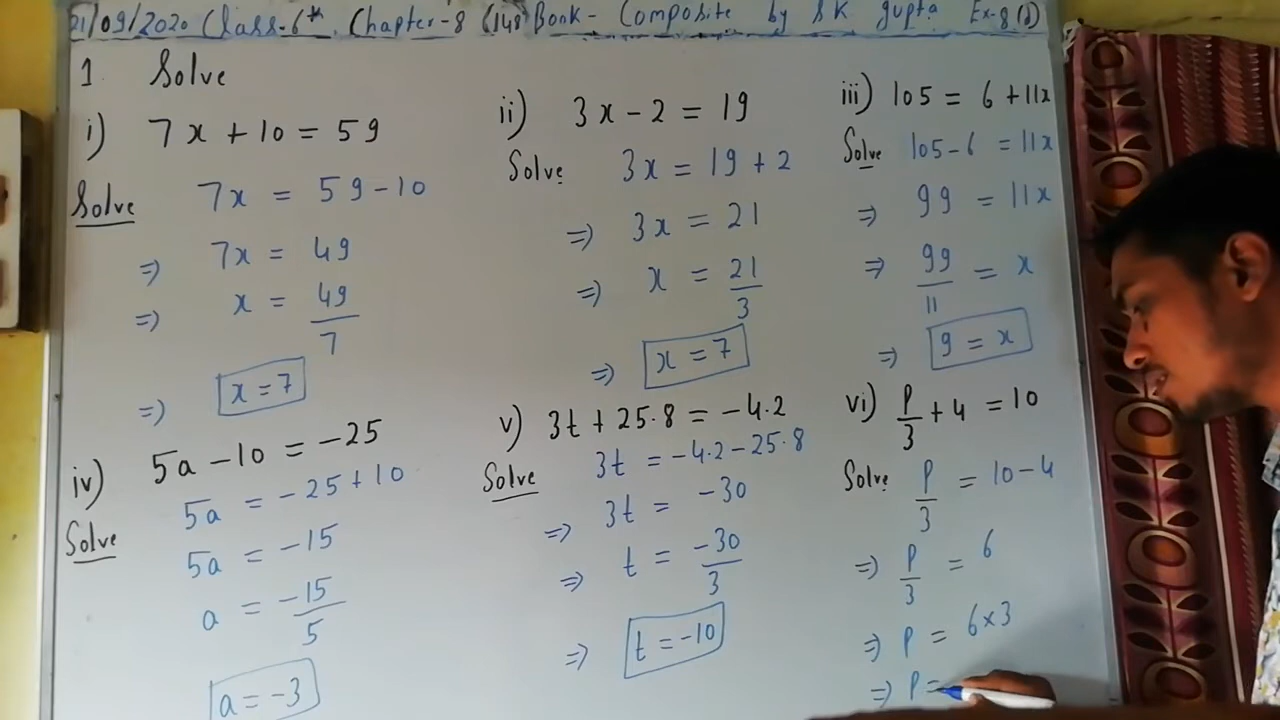 21/09/2020 Class-6th Chapter-8 (148) Book- Composite by S K gupta Ex-8(B)
1. Solve
i) 7x + 10 = 59
Solve 7x = 59 - 10
⇒ 7x = 49
⇒ x = 49/7
⇒ x = 7
ii) 3x - 2 = 19
Solve 3x = 19 + 2
⇒ 3x = 21
⇒ x = 21/3
⇒ x = 7
iii) 105 = 6 + 11x
Solve 105 - 6 = 11x
⇒ 99 = 11x
⇒ 99/11 = x
⇒ 9 = x
iv) 5a - 10 = -25
Solve 5a = -25 + 10
5a = -15
a = -15/5
a = -3
v) 3t + 25.8 = -4.2
Solve 3t = -4.2 - 25.8
⇒ 3t = -30
⇒ t = -30/3
⇒ t = -10
vi) P/3 + 4 = 10
Solve P/3 = 10 - 4
⇒ P/3 = 6
⇒ P = 6 × 3
⇒ P =